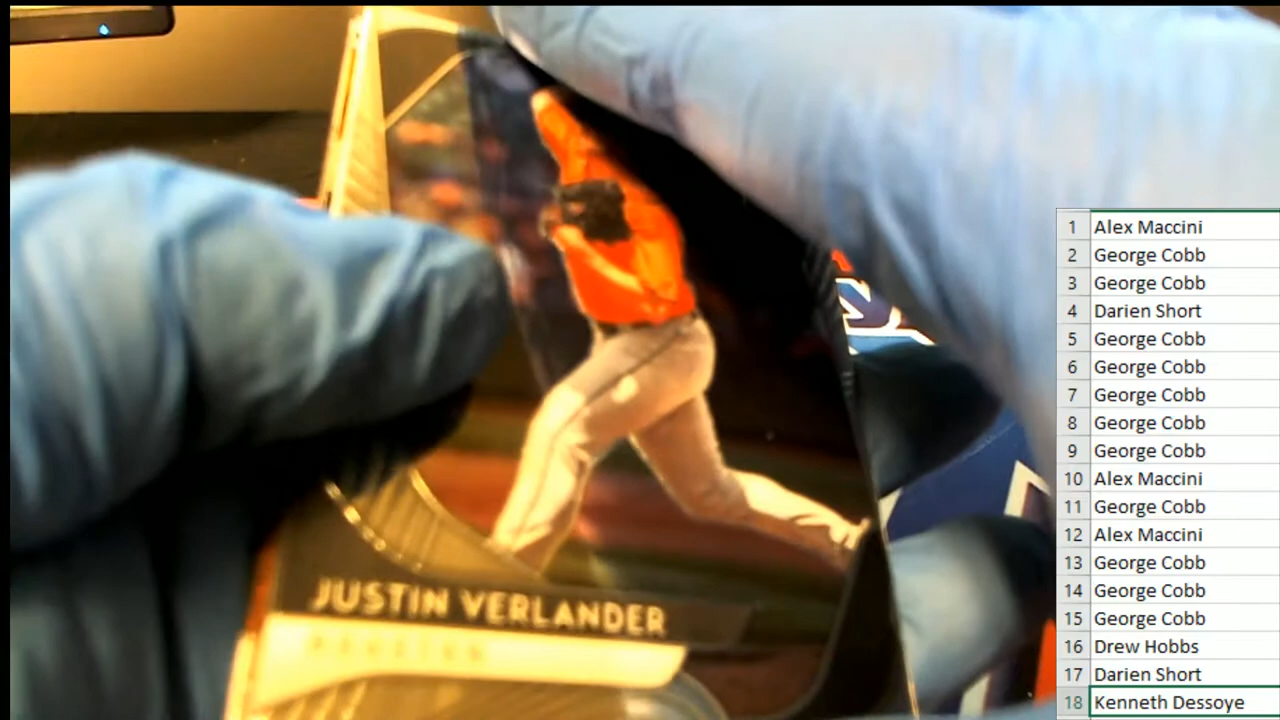 JUSTIN VERLANDER
HOUSTON
1 Alex Maccini
2 George Cobb
3 George Cobb
4 Darien Short
5 George Cobb
6 George Cobb
7 George Cobb
8 George Cobb
9 George Cobb
10 Alex Maccini
11 George Cobb
12 Alex Maccini
13 George Cobb
14 George Cobb
15 George Cobb
16 Drew Hobbs
17 Darien Short
18 Kenneth Dessoye